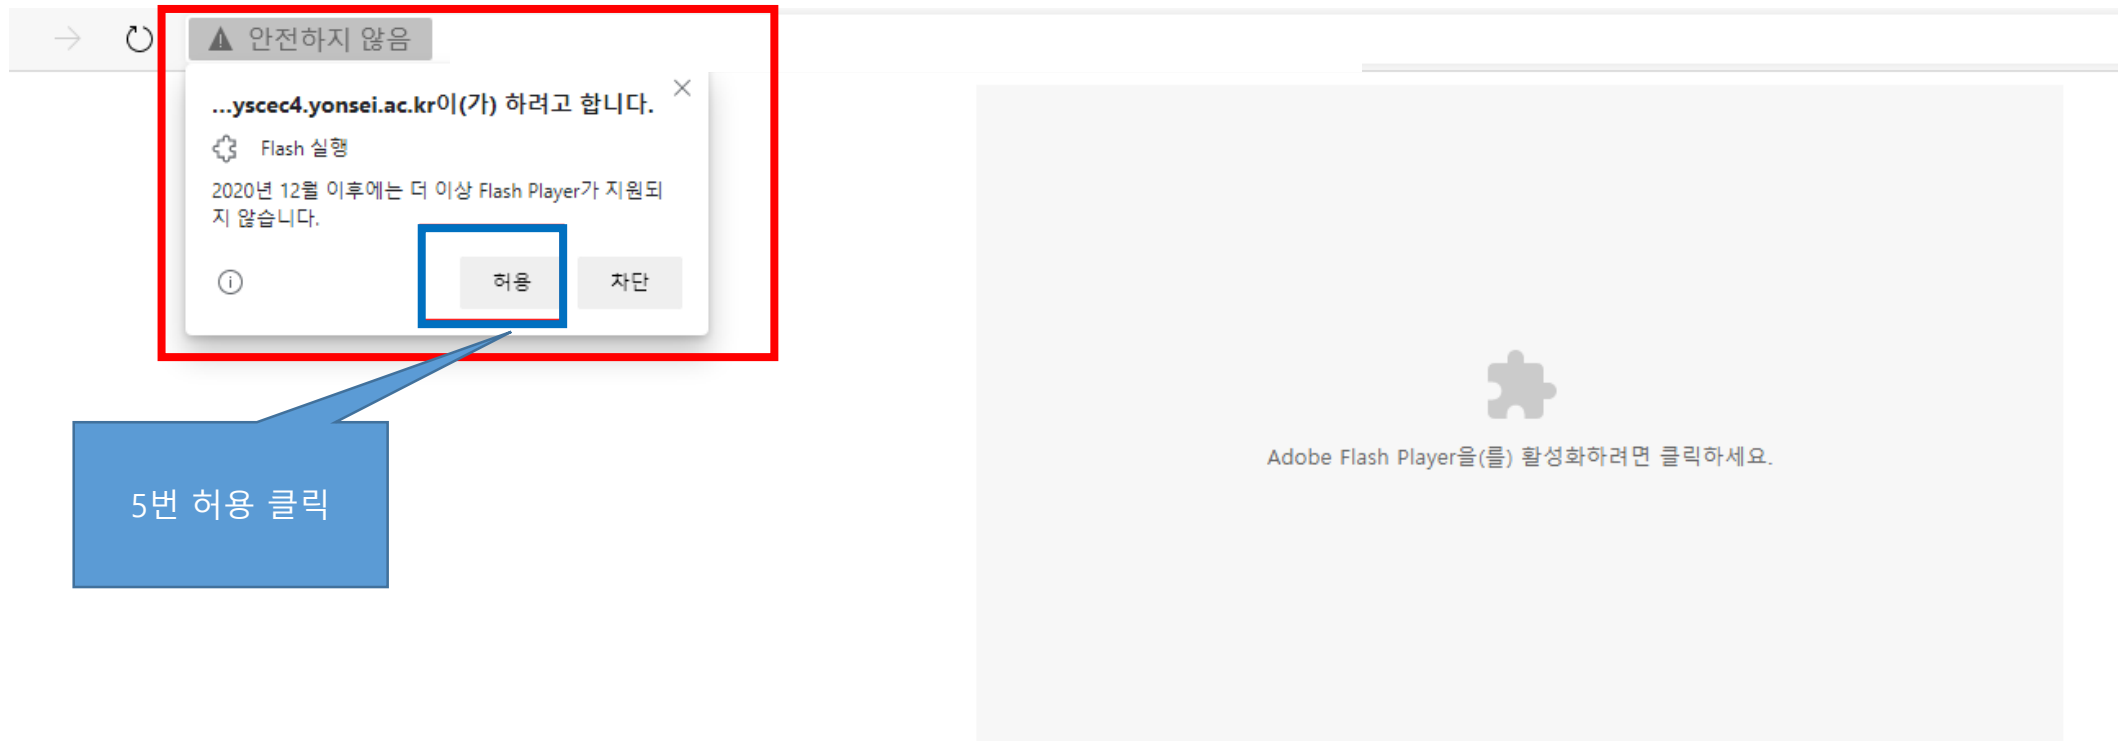 안전하지 않음
...yscec4.yonsei.ac.kr이(가) 하려고 합니다.
Flash 실행
2020년 12월 이후에는 더 이상 Flash Player가 지원되
지 않습니다.
허용 차단
5번 허용 클릭
Adobe Flash Player을(를) 활성화하려면 클릭하세요.